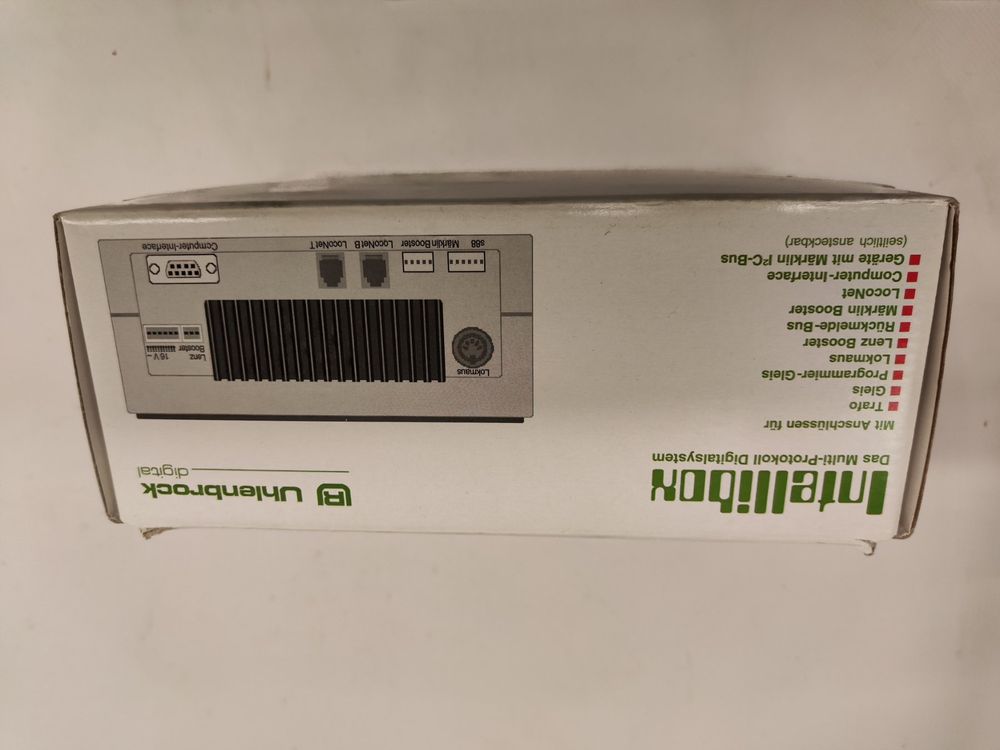 Intellibox
Das Multi-Protokoll Digitalsystem
Uhlenbrock
digital
Mit Anschlüssen für
Trafo
Gleis
Programmier-Gleis
Lokmaus
Lenz Booster
Rückmelde-Bus
Märklin Booster
LocoNet
Computer-Interface
Geräte mit Märklin I²C-Bus
(seitlich ansteckbar)
Lokmaus
Lenz
Booster
16 V ~
s88
Märklin Booster
LocoNet B
LocoNet T
Computer-Interface